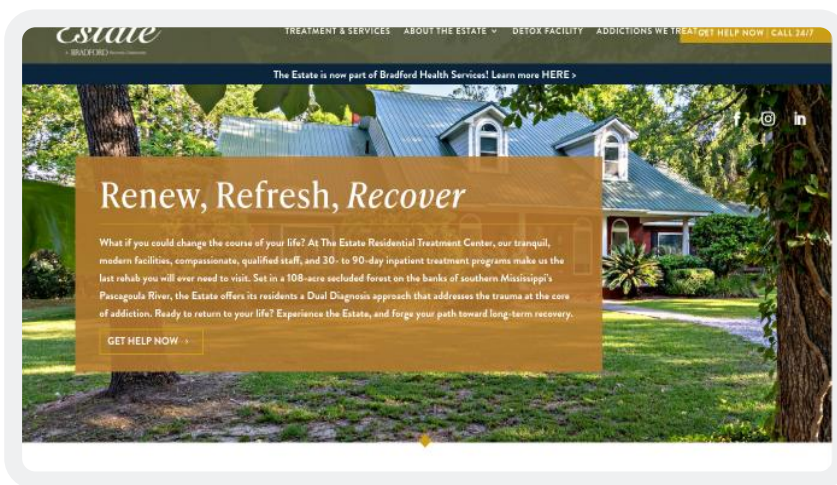 Estate
BRADFORD
TREATMENT & SERVICES ABOUT THE ESTATE DETOX FACILITY ADDICTIONS WE TREAT GET HELP NOW | CALL 24/7
The Estate is now part of Bradford Health Services! Learn more HERE >
f in
Renew, Refresh, Recover
What if you could change the course of your life? At The Estate Residential Treatment Center, our tranquil,
modern facilities, compassionate, qualified staff, and 30- to 90-day inpatient treatment programs make us the
last rehab you will ever need to visit. Set in a 108-acre secluded forest on the banks of southern Mississippi's
Pascagoula River, the Estate offers its residents a Dual Diagnosis approach that addresses the trauma at the core
of addiction. Ready to return to your life? Experience the Estate, and forge your path toward long-term recovery.
GET HELP NOW ›